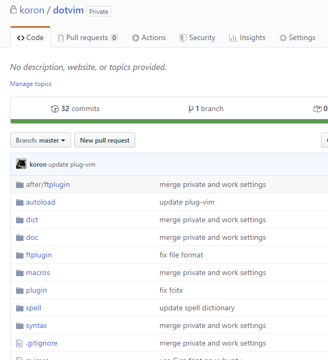 koron / dotvim Private
Code Pull requests 0 Actions Security Insights Settings
No description, website, or topics provided.
Manage topics
32 commits 1 branch 0
Branch: master New pull request
koron update plug-vim
after/ftplugin merge private and work settings
autoload update plug-vim
dict merge private and work settings
doc merge private and work settings
ftplugin fix file format
macros merge private and work settings
plugin fix fcitx
spell update spell dictionary
syntax merge private and work settings
.gitignore merge private and work settings